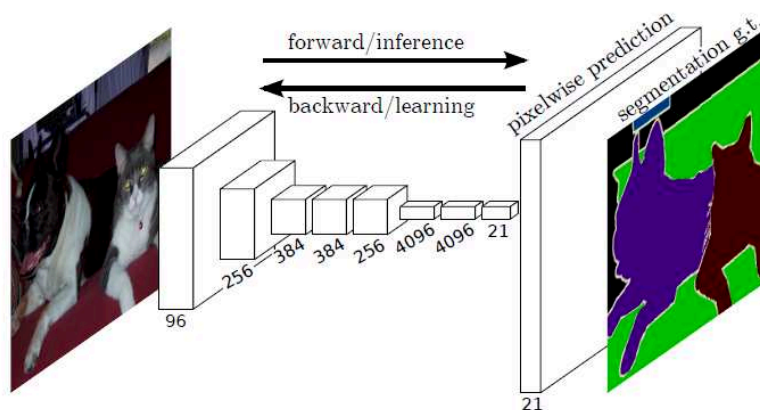 forward/inference
backward/learning
pixelwise prediction
segmentation g.t.
96
256
384
384
256
4096
4096
21
21